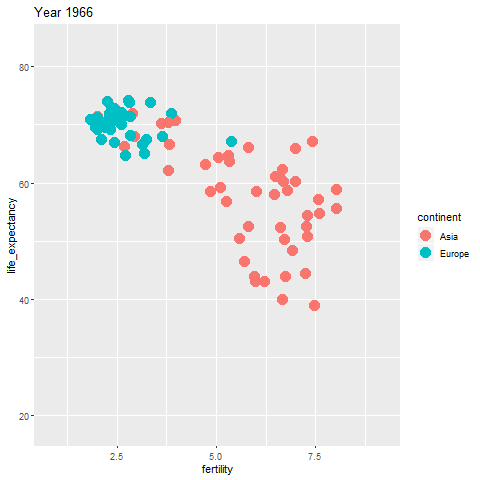 Year 1966
life_expectancy
80
60
40
20
2.5 5.0 7.5
fertility
continent
Asia
Europe